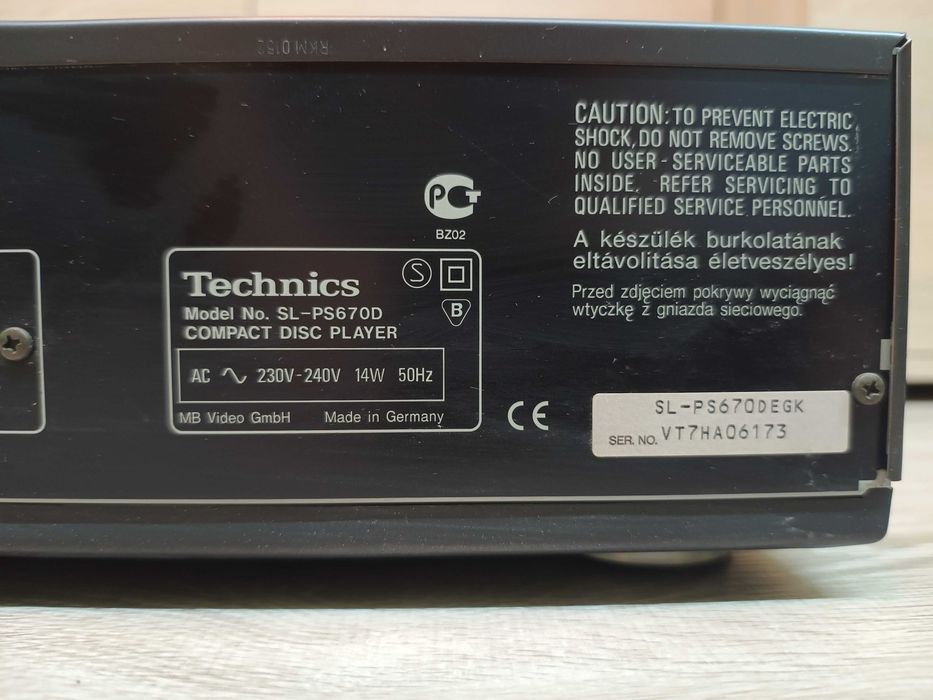 RKM 0152
CAUTION: TO PREVENT ELECTRIC
SHOCK, DO NOT REMOVE SCREWS.
NO USER-SERVICEABLE PARTS
INSIDE. REFER SERVICING TO
QUALIFIED SERVICE PERSONNEL.
A készülék burkolatának
eltávolítása életveszélyes!
Przed zdjęciem pokrywy wyciągnąć
wtyczkę z gniazda sieciowego.
PCT
BZ02
Technics S
Model No. SL-PS670D B
COMPACT DISC PLAYER
AC 230V-240V 14W 50Hz
MB Video GmbH Made in Germany
CE
SL-PS670DEGK
SER. NO. VT7HA06173